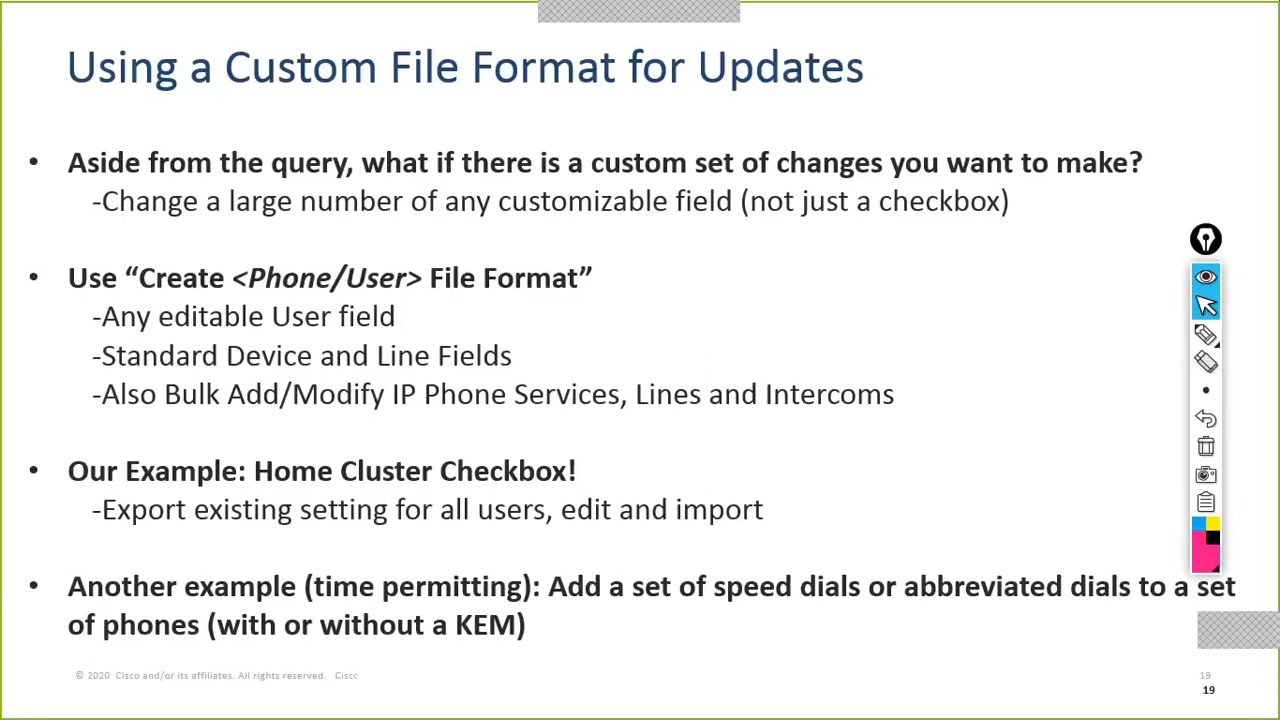 Using a Custom File Format for Updates
• Aside from the query, what if there is a custom set of changes you want to make?
-Change a large number of any customizable field (not just a checkbox)
• Use “Create <Phone/User> File Format”
-Any editable User field
-Standard Device and Line Fields
-Also Bulk Add/Modify IP Phone Services, Lines and Intercoms
• Our Example: Home Cluster Checkbox!
-Export existing setting for all users, edit and import
• Another example (time permitting): Add a set of speed dials or abbreviated dials to a set
of phones (with or without a KEM)
© 2020 Cisco and/or its affiliates. All rights reserved. Cisc
19
19